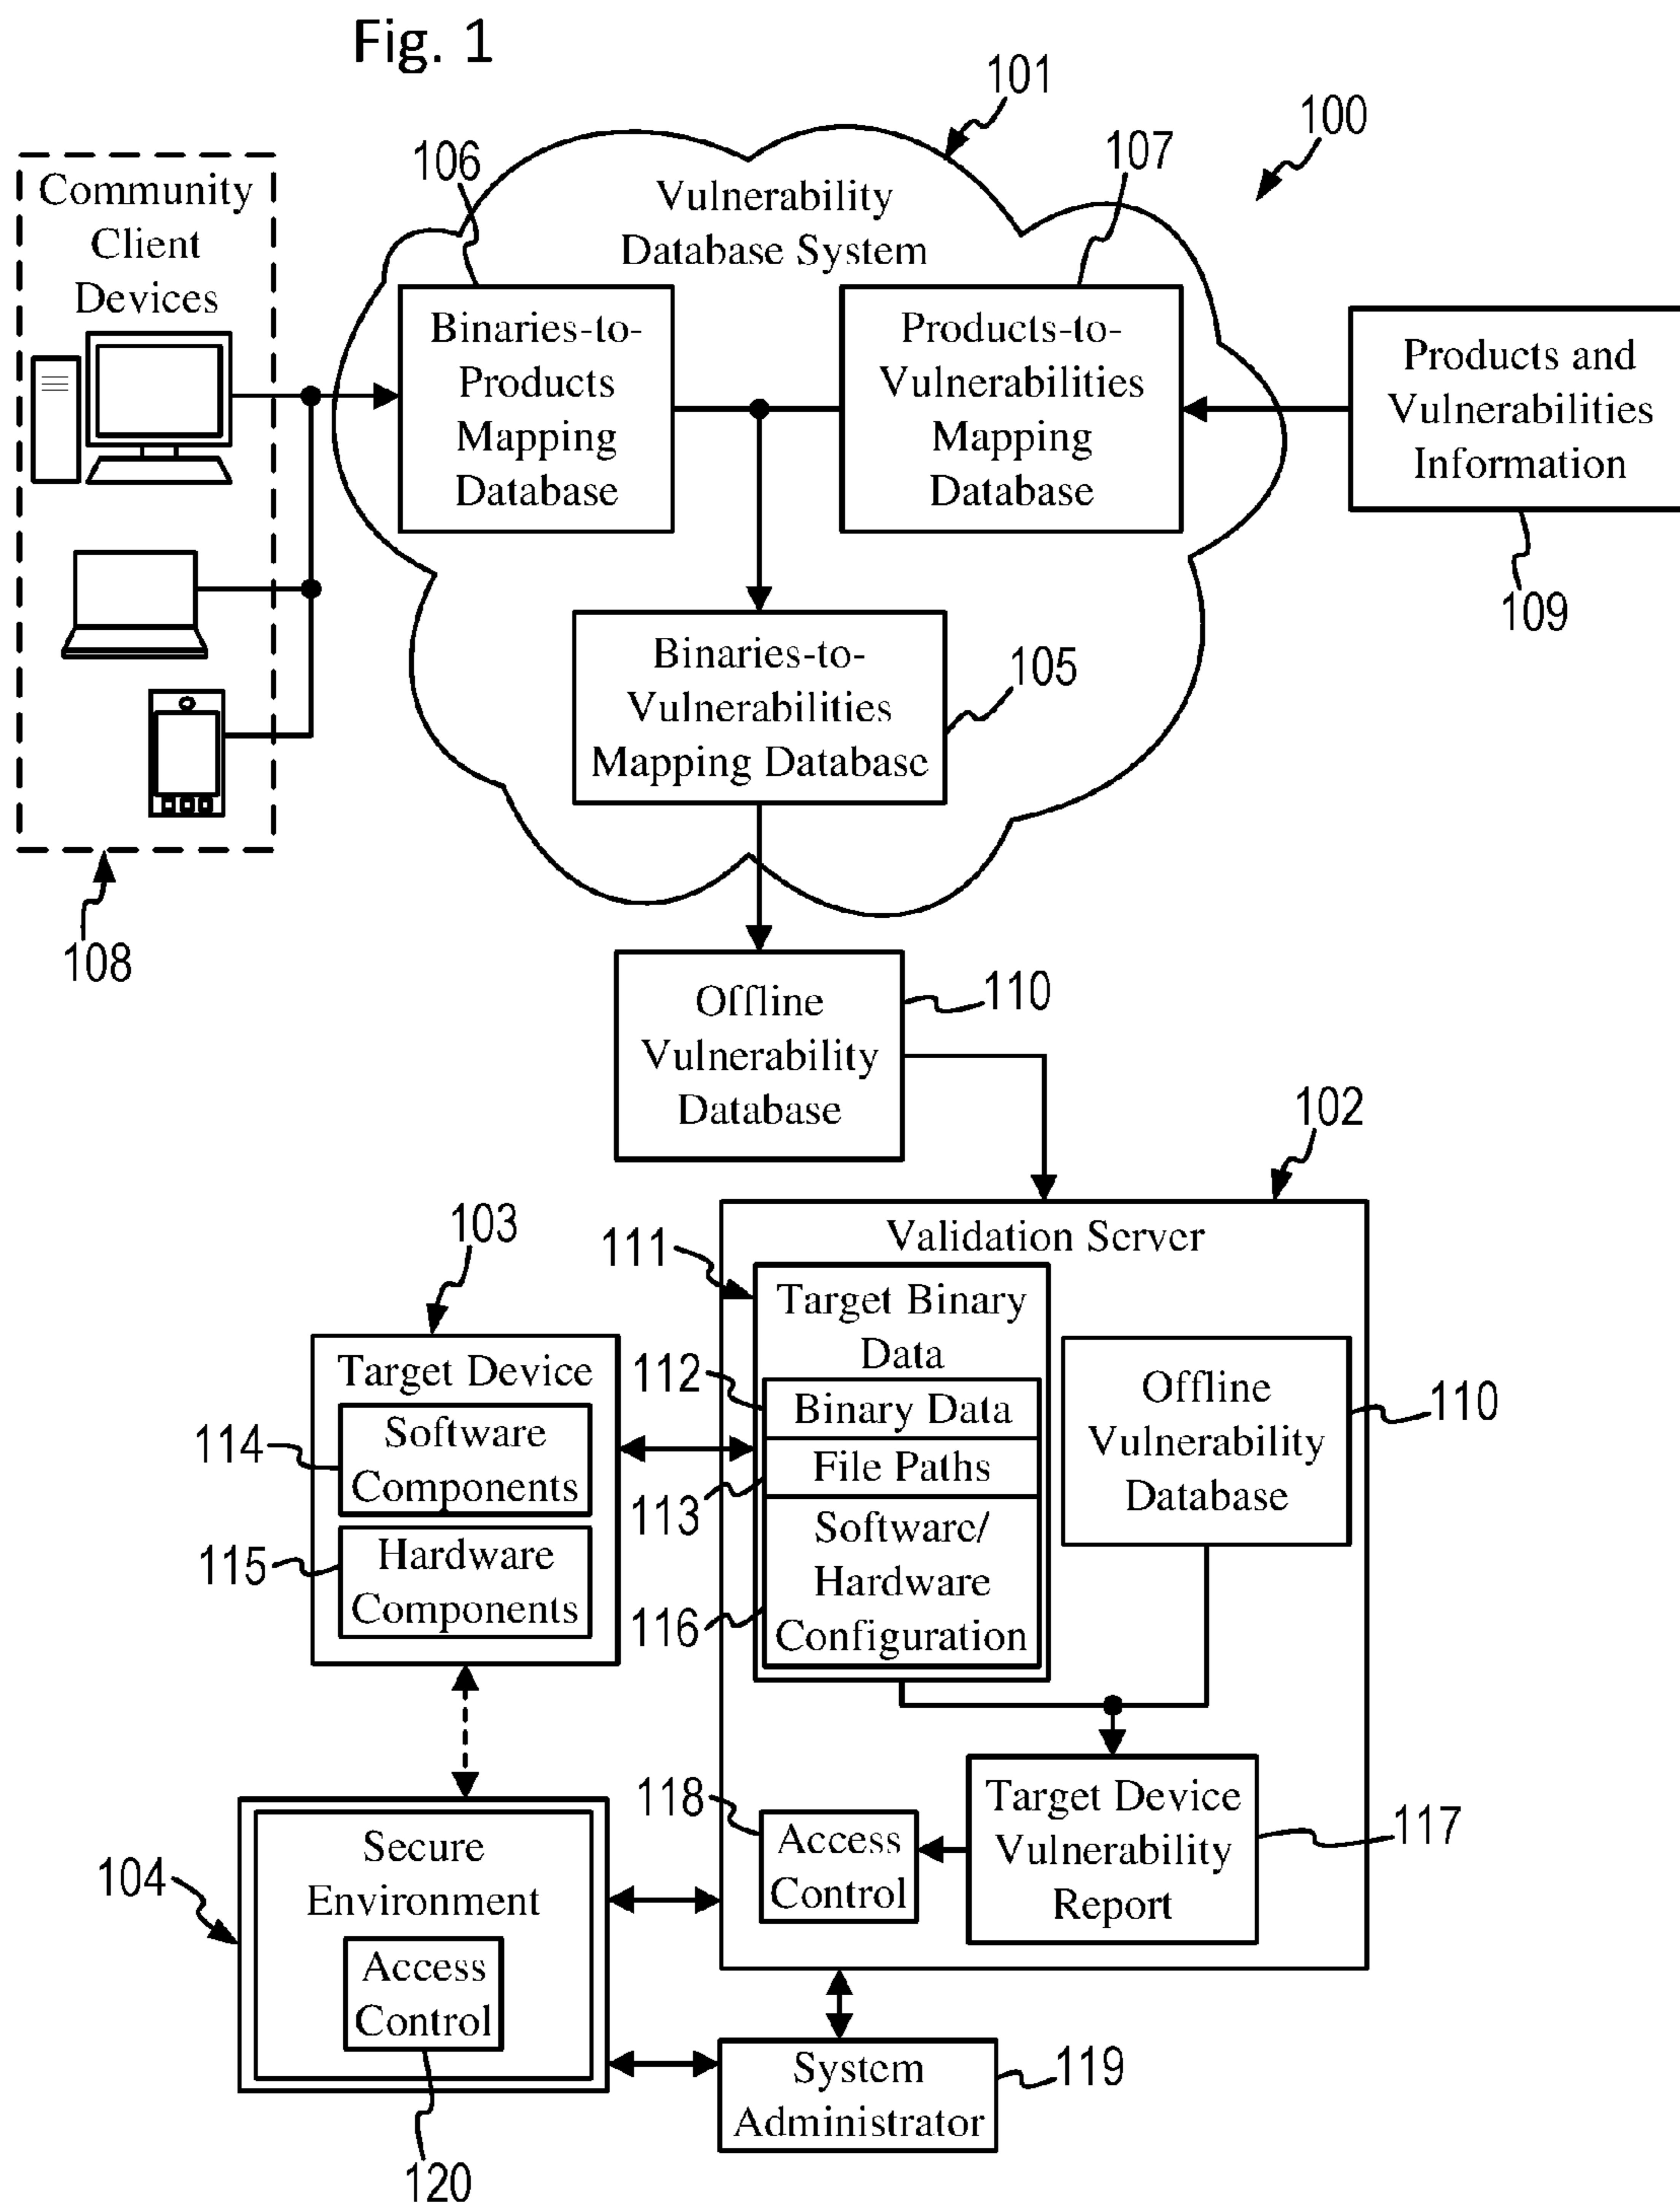 Fig. 1
101
100
106
107
Community
Client
Devices
Vulnerability
Database System
Binaries-to-
Products
Mapping
Database
Products-to-
Vulnerabilities
Mapping
Database
Products and
Vulnerabilities
Information
109
Binaries-to-
Vulnerabilities
Mapping Database
105
108
Offline
Vulnerability
Database
110
102
103
111
Validation Server
Target Binary
Data
112
Binary Data
113
File Paths
116
Software/
Hardware
Configuration
Offline
Vulnerability
Database
110
Target Device
114
Software
Components
115
Hardware
Components
118
Access
Control
Target Device
Vulnerability
Report
117
104
Secure
Environment
Access
Control
120
System
Administrator
119